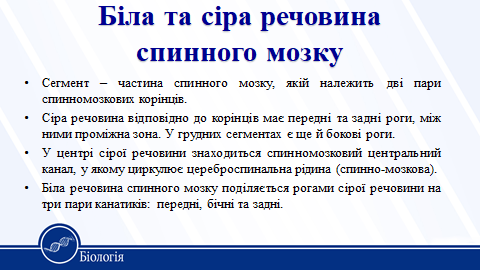 Біла та сіра речовина
спинного мозку
• Сегмент – частина спинного мозку, якій належить дві пари
спинномозкових корінців.
• Сіра речовина відповідно до корінців має передні та задні роги, між
ними проміжна зона. У грудних сегментах є ще й бокові роги.
• У центрі сірої речовини знаходиться спинномозковий центральний
канал, у якому циркулює цереброспинальна рідина (спинно-мозкова).
• Біла речовина спинного мозку поділяється рогами сірої речовини на
три пари канатиків: передні, бічні та задні.
Біологія